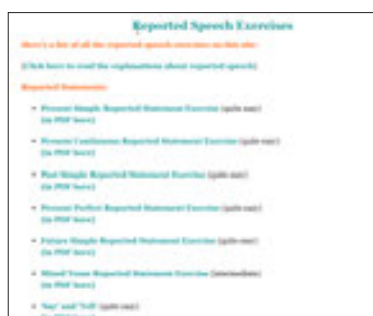 Reported Speech Exercises
Here's a list of all the reported speech exercises on this site:
(Click here to read the explanations about reported speech)
Reported Statements:
Present Simple Reported Statement Exercise (quite easy)
(in PDF here)
Present Continuous Reported Statement Exercise (quite easy)
(in PDF here)
Past Simple Reported Statement Exercise (quite easy)
(in PDF here)
Present Perfect Reported Statement Exercise (quite easy)
(in PDF here)
Future Simple Reported Statement Exercise (quite easy)
(in PDF here)
Mixed Tense Reported Statement Exercise (intermediate)
(in PDF here)
'Say' and 'Tell' (quite easy)
(in PDF here)